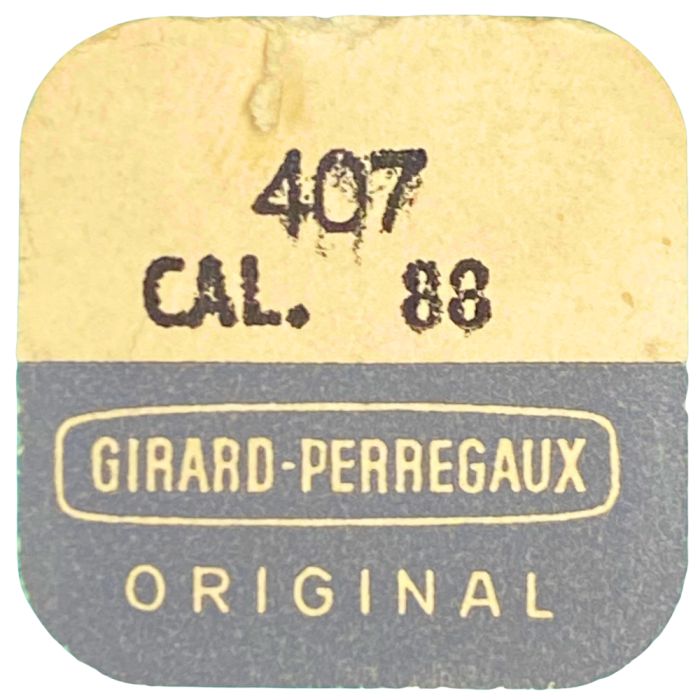 407
CAL. 88
GIRARD-PERREGAUX
ORIGINAL